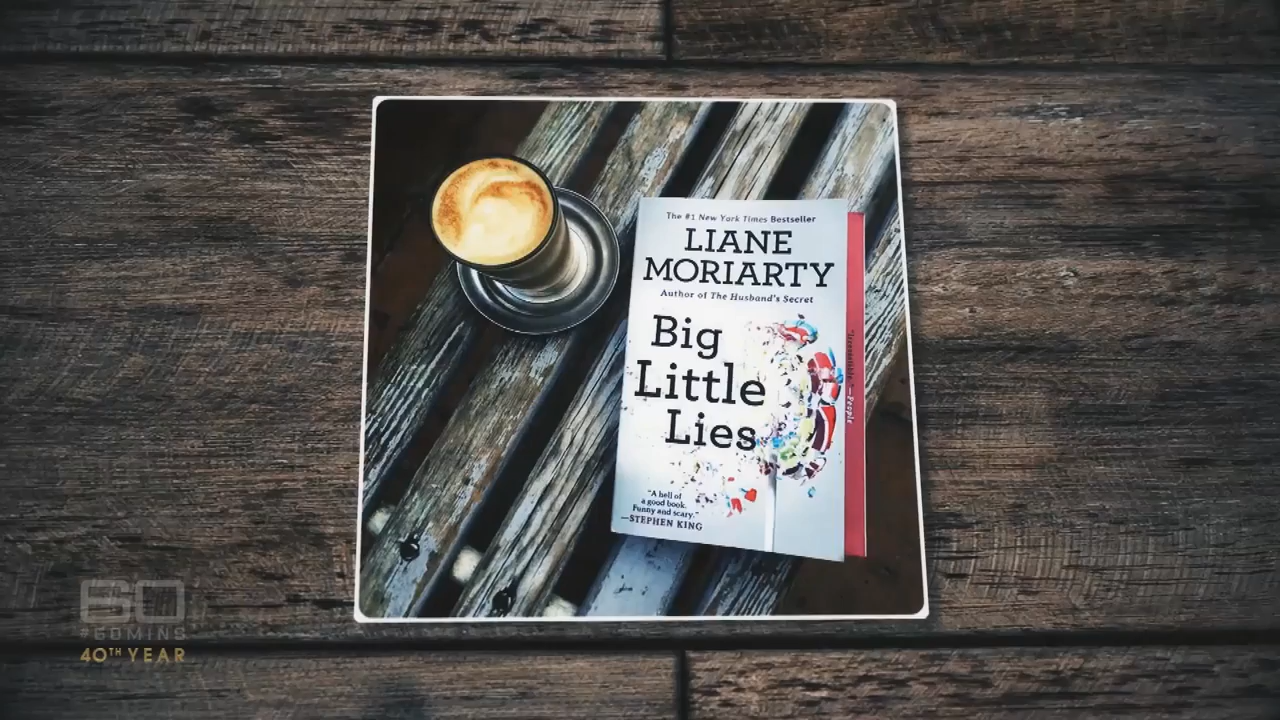 The #1 New York Times Bestseller
LIANE
MORIARTY
Author of The Husband's Secret
Big
Little
Lies
"A hell of
a good book.
Funny and scary."
—STEPHEN KING
"Irresistible."—People
60
#60MINS
40TH YEAR